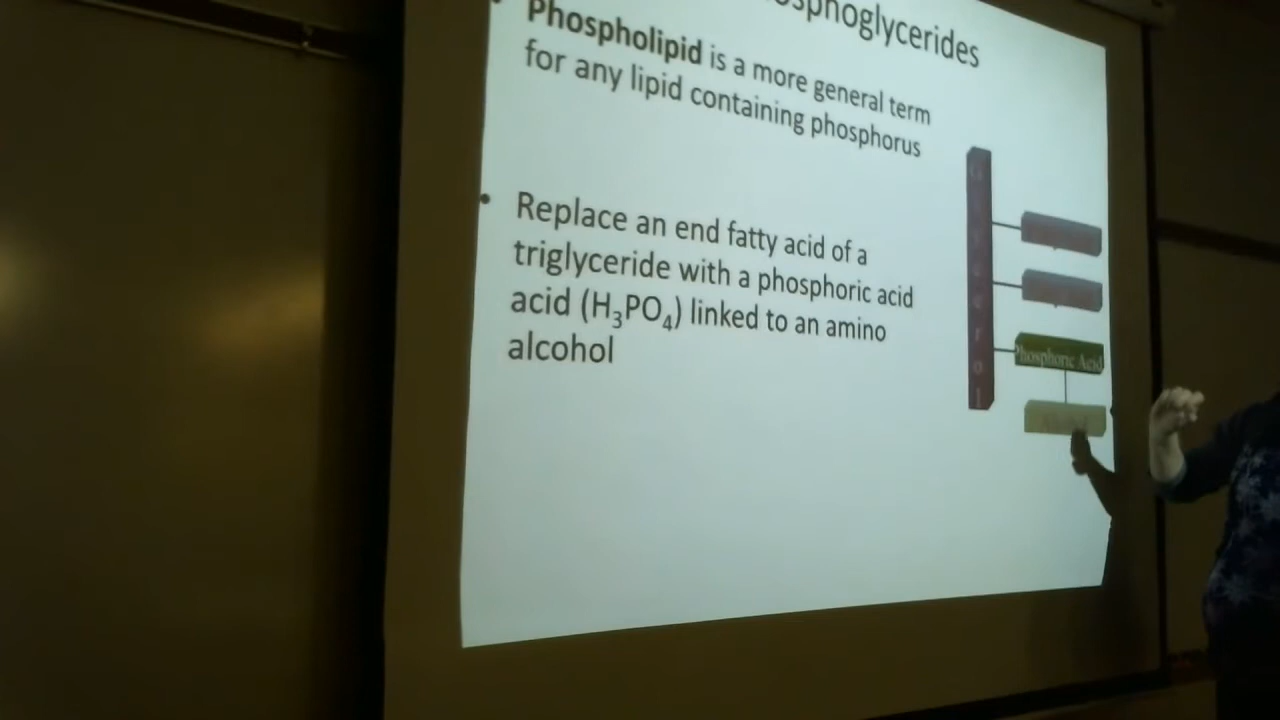 sphoglycerides
Phospholipid is a more general term
for any lipid containing phosphorus
Replace an end fatty acid of a
triglyceride with a phosphoric acid
acid (H₃PO₄) linked to an amino
alcohol
Phosphoric Acid